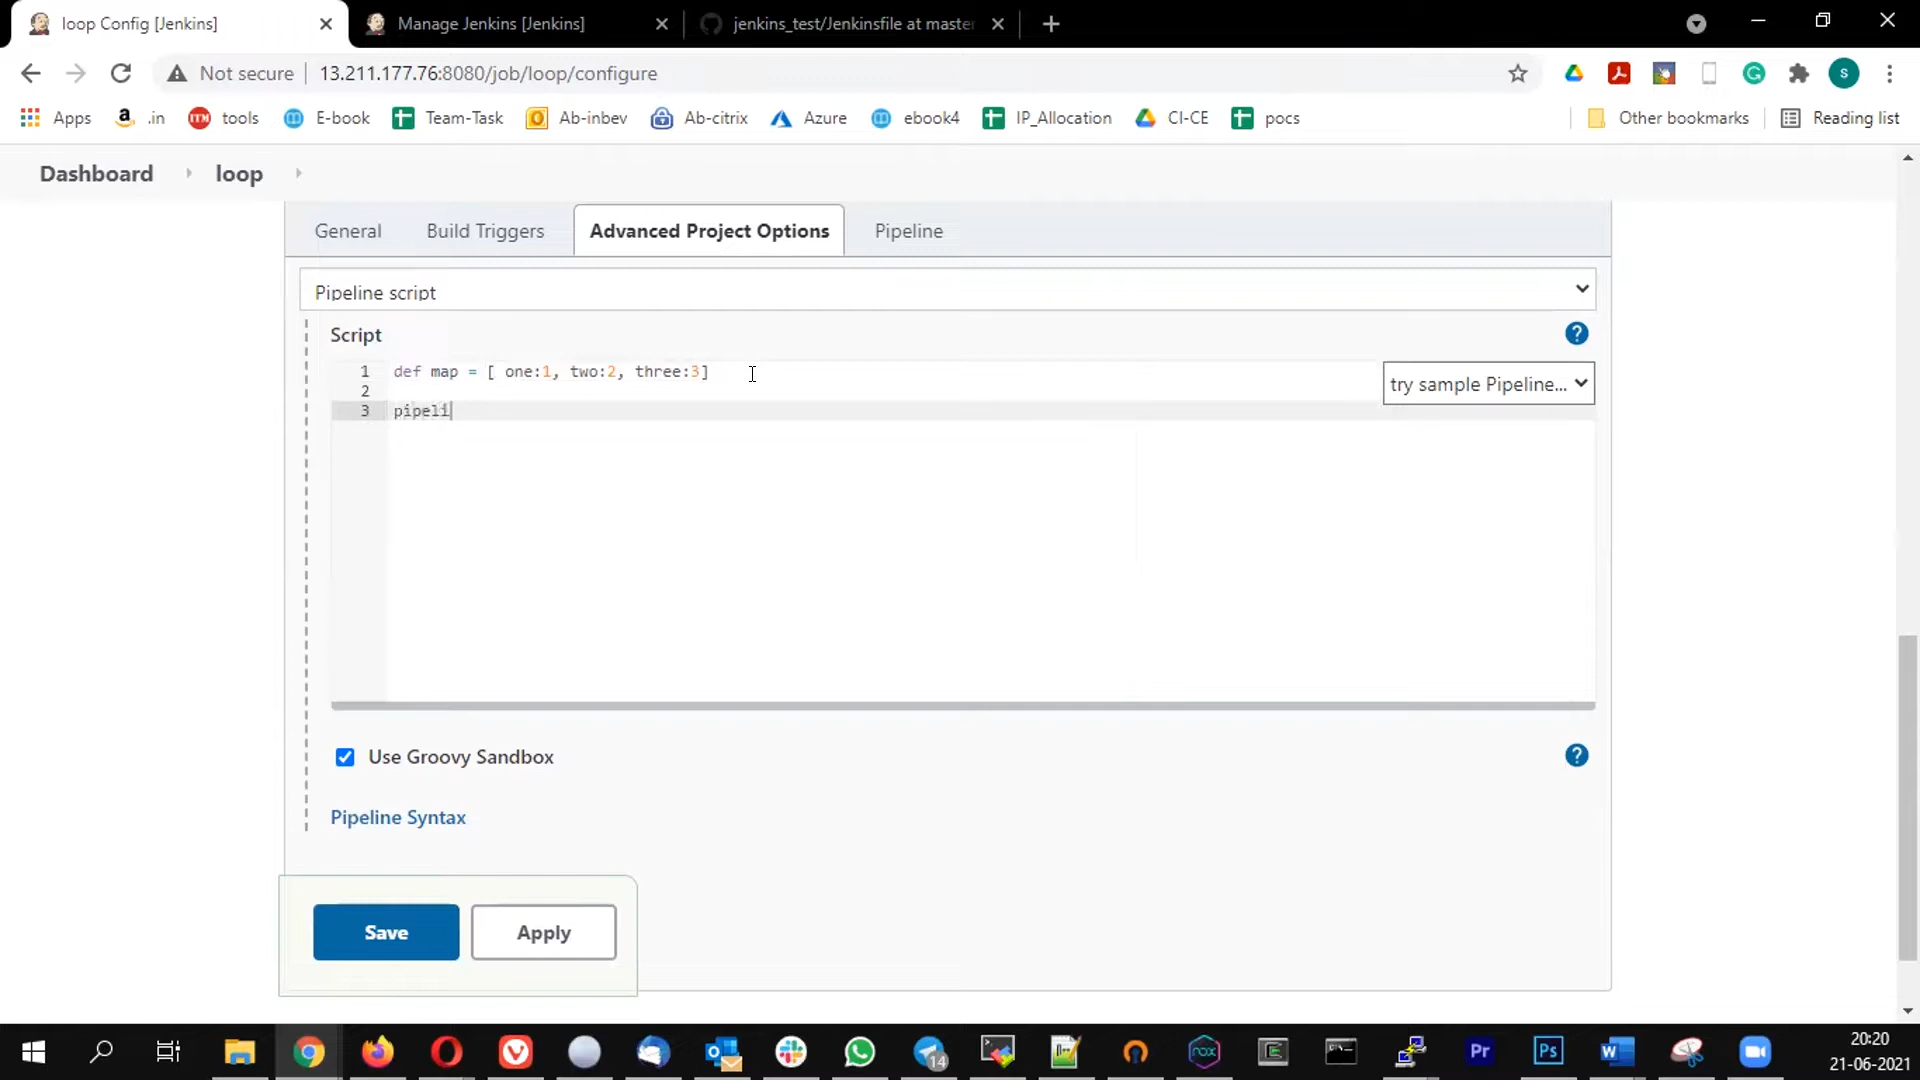 loop Config [Jenkins]
Manage Jenkins [Jenkins]
jenkins_test/Jenkinsfile at master
Not secure
13.211.177.76:8080/job/loop/configure
S
Apps
.in
tools
E-book
Team-Task
Ab-inbev
Ab-citrix
Azure
ebook4
IP_Allocation
CI-CE
pocs
Other bookmarks
Reading list
Dashboard
loop
General
Build Triggers
Advanced Project Options
Pipeline
Pipeline script
Script
?
1 def map = [ one:1, two:2, three:3]
2
3 pipeli
try sample Pipeline...
Use Groovy Sandbox
?
Pipeline Syntax
Save
Apply
14
nox
Pr
Ps
W
20:20
21-06-2021